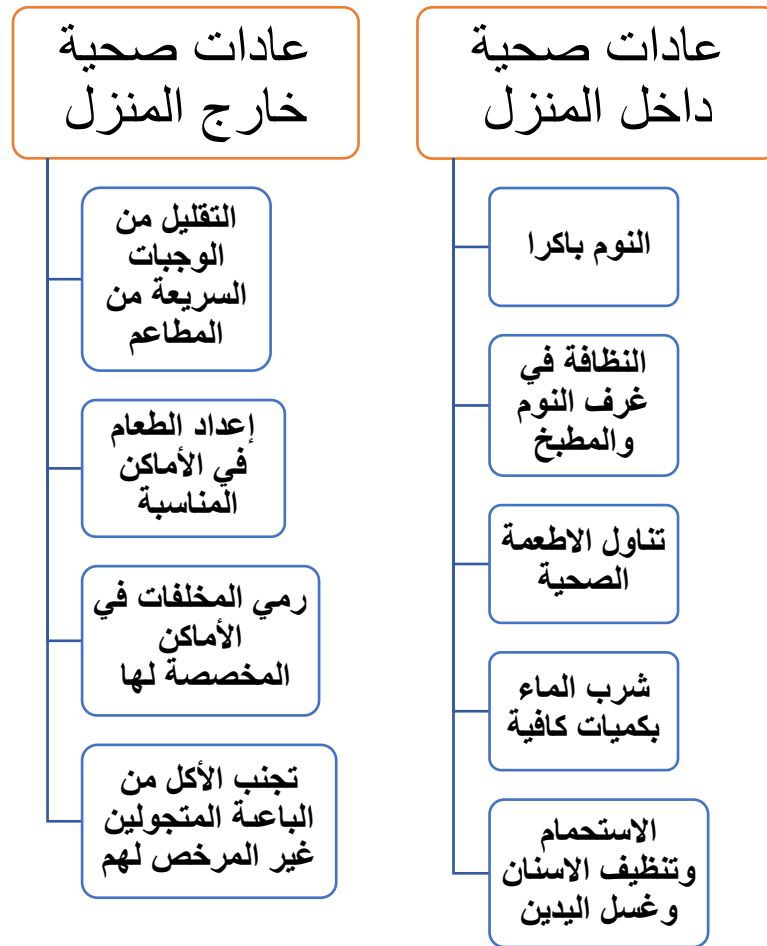 عادات صحية
داخل المنزل
النوم باكرا
النظافة في
غرف النوم
والمطبخ
تناول الاطعمة
الصحية
شرب الماء
بكميات كافية
الاستحمام
وتنظيف الاسنان
وغسل اليدين
عادات صحية
خارج المنزل
التقليل من
الوجبات
السريعة من
المطاعم
إعداد الطعام
في الأماكن
المناسبة
رمي المخلفات في
الأماكن
المخصصة لها
تجنب الأكل من
الباعة المتجولين
غير المرخص لهم